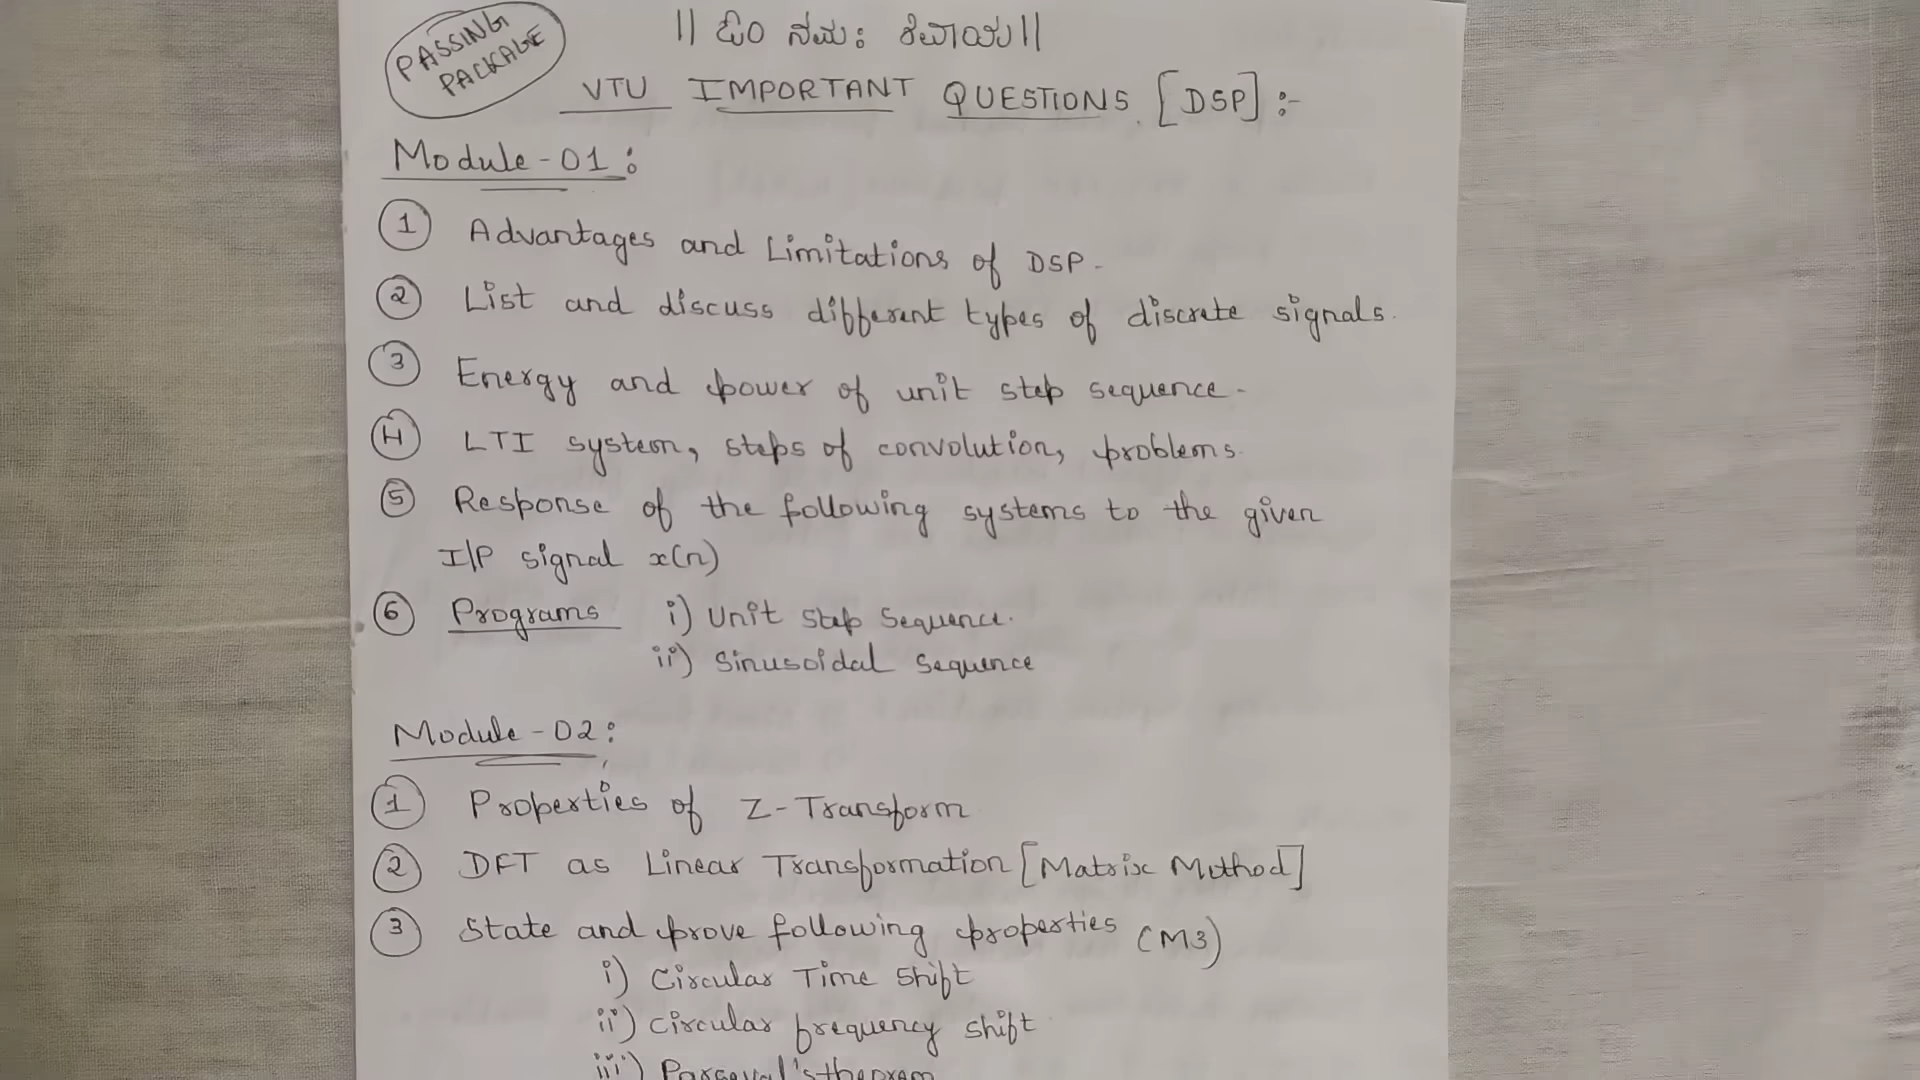 PASSING
PACKAGE
|| ಓಂ ನಮಃ ಶಿವಾಯ ||
VTU IMPORTANT QUESTIONS [DSP] :-
Module-01 :
1 Advantages and Limitations of DSP -
2 List and discuss different types of discrete signals.
3 Energy and power of unit step sequence -
4 LTI system, steps of convolution, problems.
5 Response of the following systems to the given
I/P signal x(n)
6 Programs i) Unit Step Sequence.
ii) Sinusoidal Sequence
Module-02 :
1 Properties of Z-Transform
2 DFT as Linear Transformation [Matrix Method]
3 State and prove following properties (M3)
i) Circular Time Shift
ii) Circular frequency shift
iii) Parseval's theorem